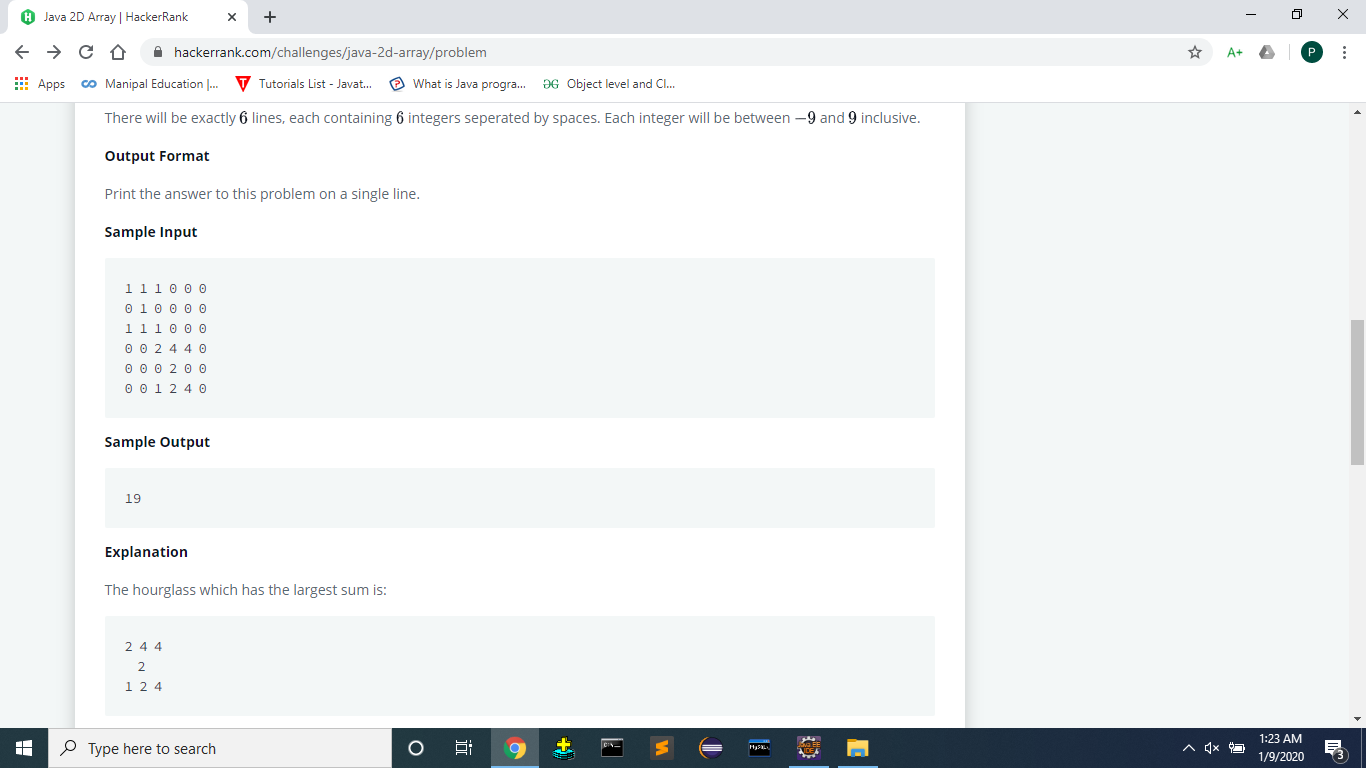 Java 2D Array | HackerRank
hackerrank.com/challenges/java-2d-array/problem
A+
P
Apps
Manipal Education |...
Tutorials List - Javat...
What is Java progra...
Object level and Cl...
There will be exactly 6 lines, each containing 6 integers seperated by spaces. Each integer will be between −9 and 9 inclusive.
Output Format
Print the answer to this problem on a single line.
Sample Input
1 1 1 0 0 0
0 1 0 0 0 0
1 1 1 0 0 0
0 0 2 4 4 0
0 0 0 2 0 0
0 0 1 2 4 0
Sample Output
19
Explanation
The hourglass which has the largest sum is:
2 4 4
2
1 2 4
Type here to search
1:23 AM
1/9/2020
3